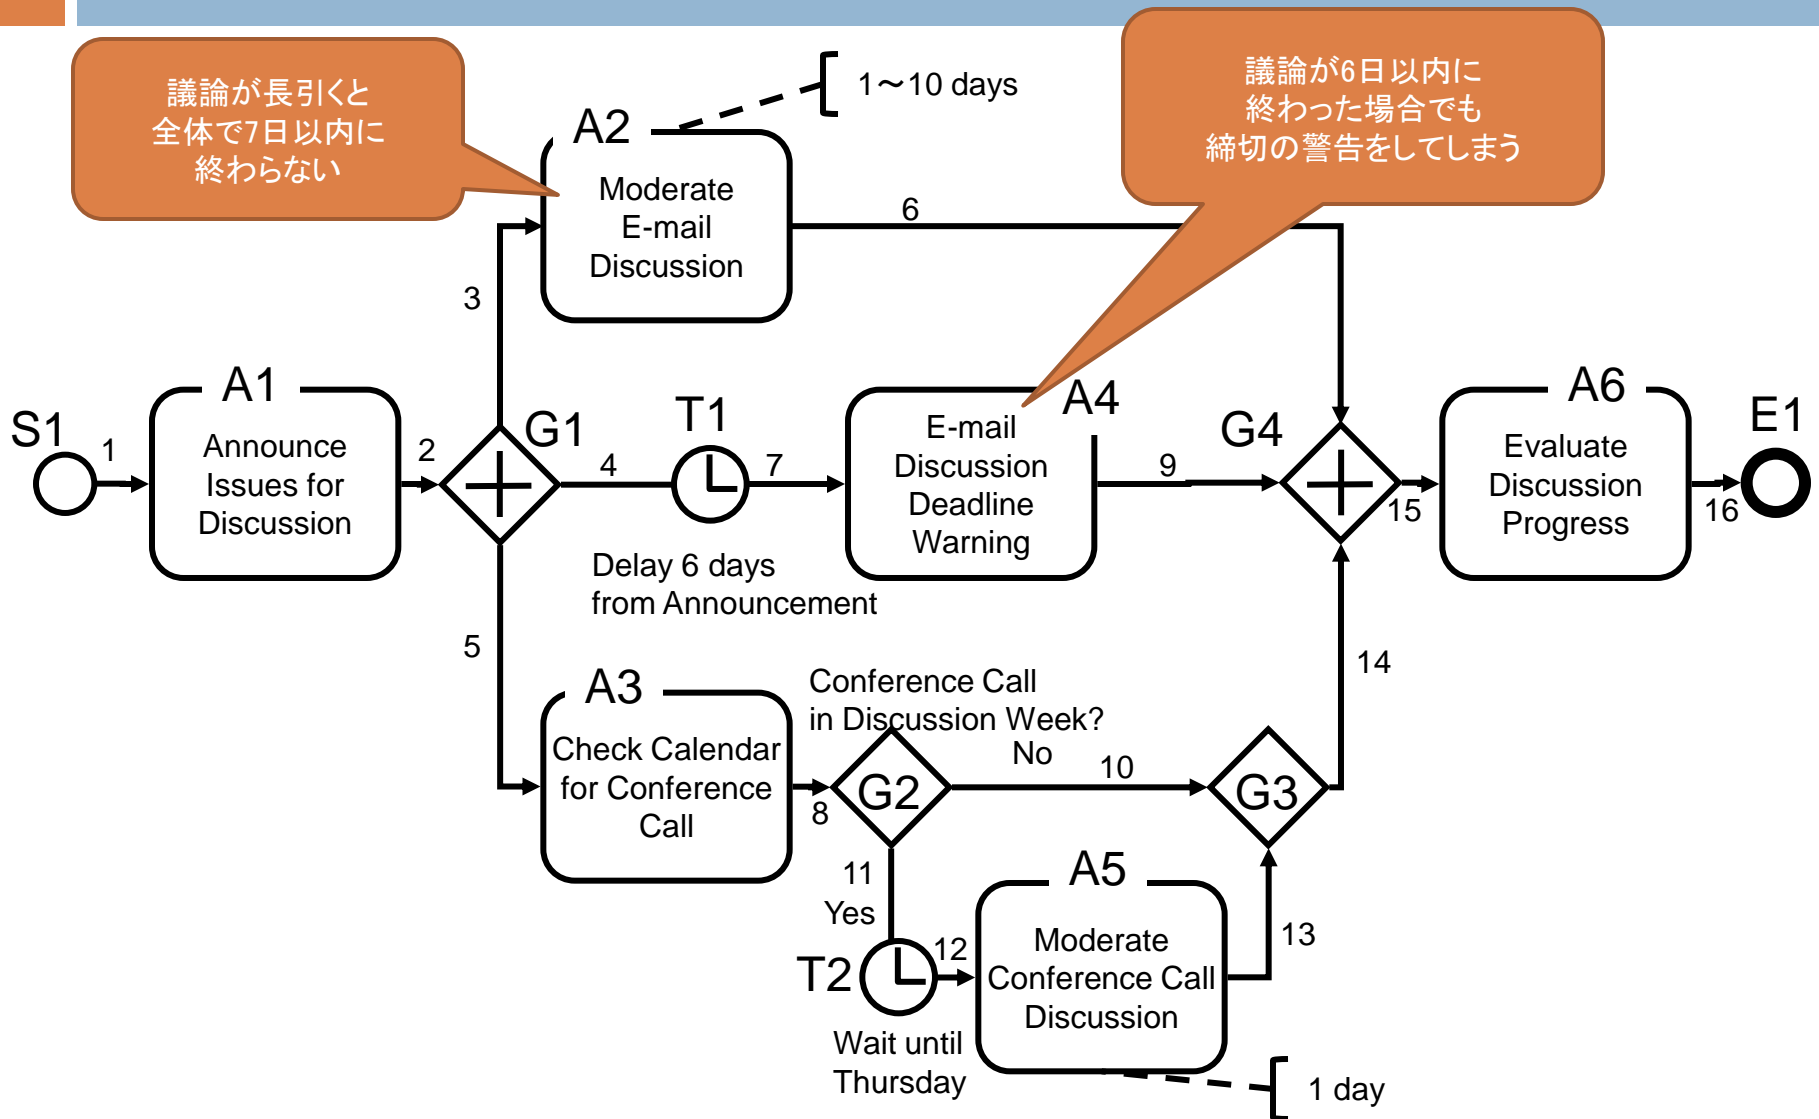 議論が長引くと
全体で7日以内に
終わらない
議論が6日以内に
終わった場合でも
締切の警告をしてしまう
1～10 days
A2
Moderate
E-mail
Discussion
6
3
S1
1
A1
Announce
Issues for
Discussion
2
G1
4
T1
7
Delay 6 days
from Announcement
A4
E-mail
Discussion
Deadline
Warning
9
G4
15
A6
Evaluate
Discussion
Progress
16
E1
5
14
A3
Check Calendar
for Conference
Call
8
Conference Call
in Discussion Week?
No
G2
10
G3
11
Yes
T2
12
Wait until
Thursday
A5
Moderate
Conference Call
Discussion
13
1 day